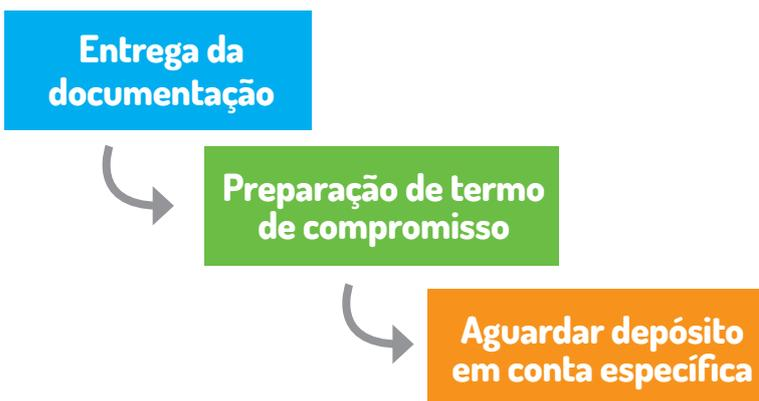 Entrega da
documentação
Preparação de termo
de compromisso
Aguardar depósito
em conta específica